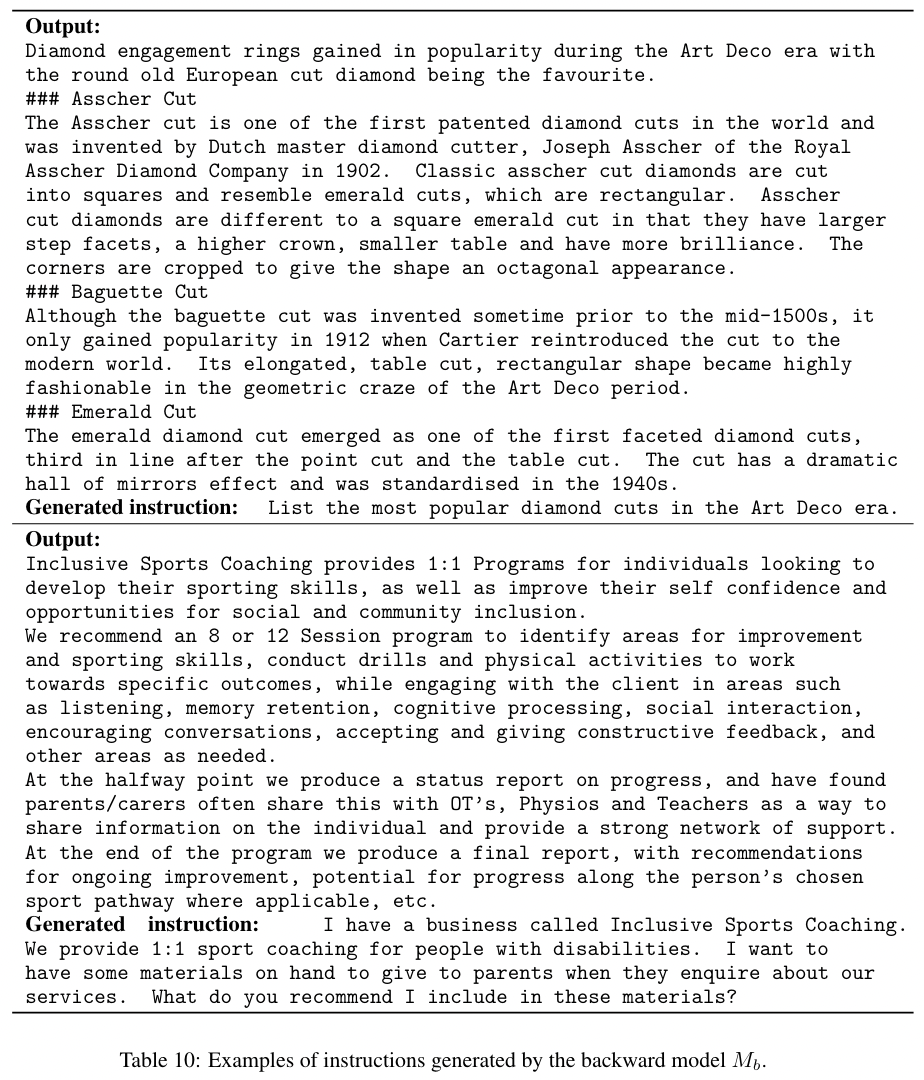 Output:
Diamond engagement rings gained in popularity during the Art Deco era with
the round old European cut diamond being the favourite.
### Asscher Cut
The Asscher cut is one of the first patented diamond cuts in the world and
was invented by Dutch master diamond cutter, Joseph Asscher of the Royal
Asscher Diamond Company in 1902. Classic asscher cut diamonds are cut
into squares and resemble emerald cuts, which are rectangular. Asscher
cut diamonds are different to a square emerald cut in that they have larger
step facets, a higher crown, smaller table and have more brilliance. The
corners are cropped to give the shape an octagonal appearance.
### Baguette Cut
Although the baguette cut was invented sometime prior to the mid-1500s, it
only gained popularity in 1912 when Cartier reintroduced the cut to the
modern world. Its elongated, table cut, rectangular shape became highly
fashionable in the geometric craze of the Art Deco period.
### Emerald Cut
The emerald diamond cut emerged as one of the first faceted diamond cuts,
third in line after the point cut and the table cut. The cut has a dramatic
hall of mirrors effect and was standardised in the 1940s.
Generated instruction: List the most popular diamond cuts in the Art Deco era.
Output:
Inclusive Sports Coaching provides 1:1 Programs for individuals looking to
develop their sporting skills, as well as improve their self confidence and
opportunities for social and community inclusion.
We recommend an 8 or 12 Session program to identify areas for improvement
and sporting skills, conduct drills and physical activities to work
towards specific outcomes, while engaging with the client in areas such
as listening, memory retention, cognitive processing, social interaction,
encouraging conversations, accepting and giving constructive feedback, and
other areas as needed.
At the halfway point we produce a status report on progress, and have found
parents/carers often share this with OT's, Physios and Teachers as a way to
share information on the individual and provide a strong network of support.
At the end of the program we produce a final report, with recommendations
for ongoing improvement, potential for progress along the person's chosen
sport pathway where applicable, etc.
Generated instruction: I have a business called Inclusive Sports Coaching.
We provide 1:1 sport coaching for people with disabilities. I want to
have some materials on hand to give to parents when they enquire about our
services. What do you recommend I include in these materials?
Table 10: Examples of instructions generated by the backward model M_b.